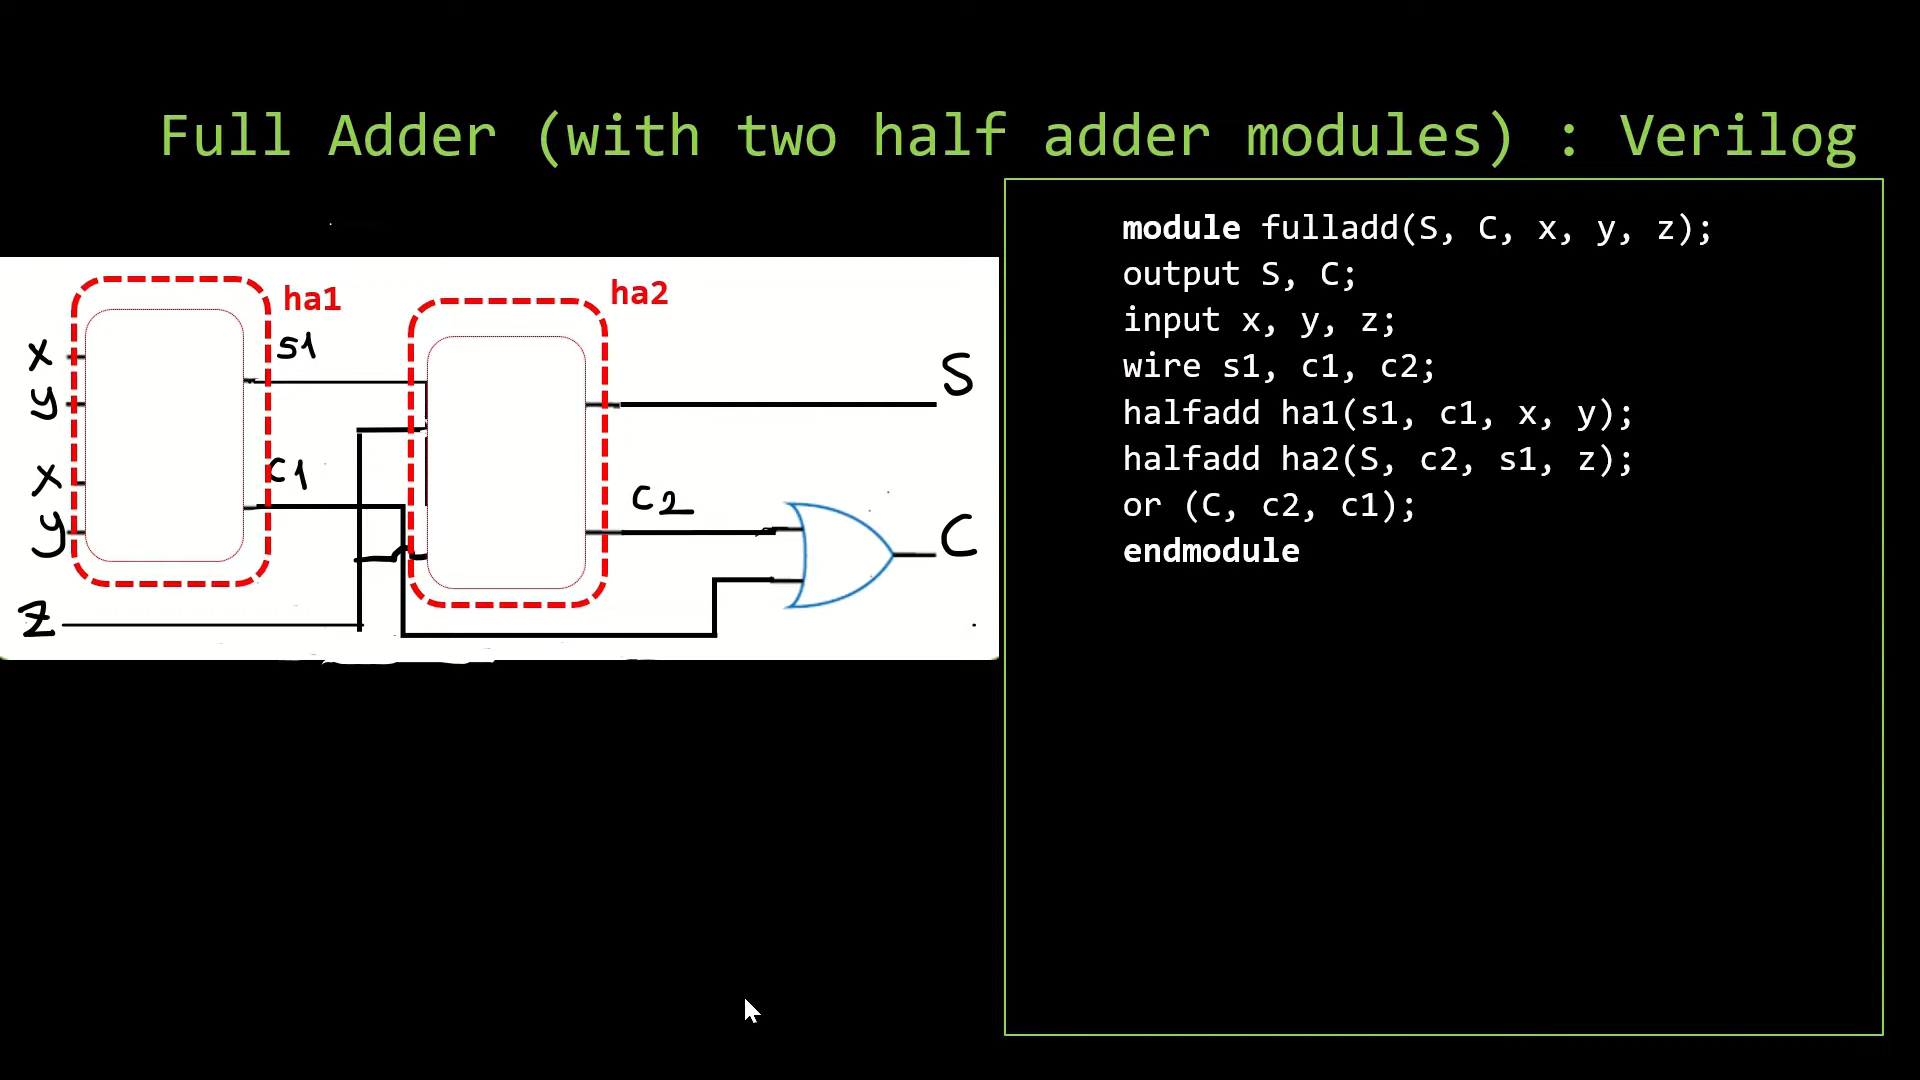 Full Adder (with two half adder modules) : Verilog
ha1
ha2
x
s1
S
y
x
c1
c2
y
C
z
module fulladd(S, C, x, y, z);
output S, C;
input x, y, z;
wire s1, c1, c2;
halfadd ha1(s1, c1, x, y);
halfadd ha2(S, c2, s1, z);
or (C, c2, c1);
endmodule